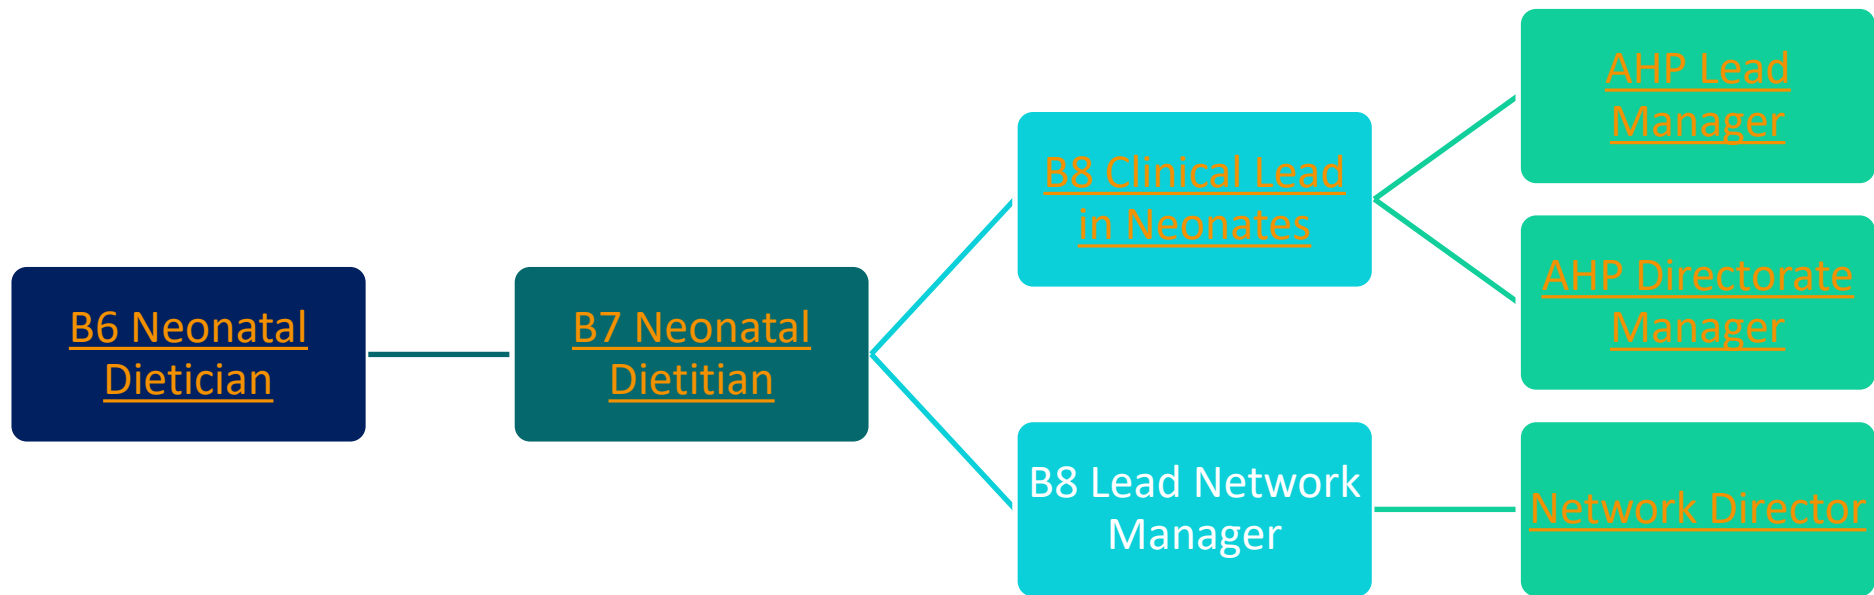 B6 Neonatal
Dietician
B7 Neonatal
Dietitian
B8 Clinical Lead
in Neonates
B8 Lead Network
Manager
AHP Lead
Manager
AHP Directorate
Manager
Network Director